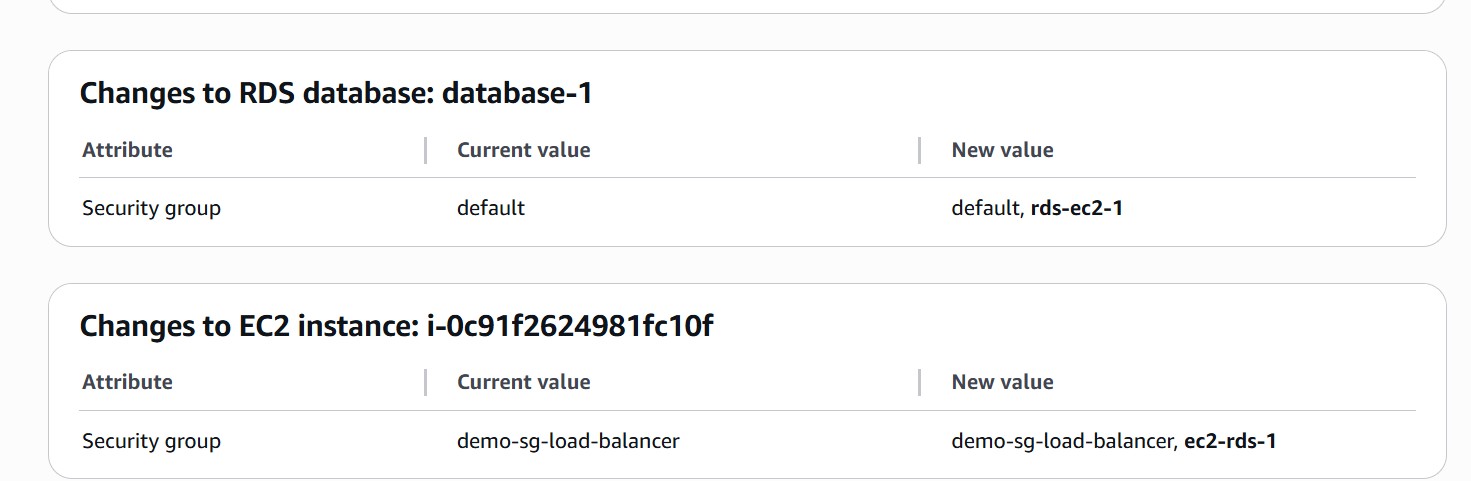 Changes to RDS database: database-1
Attribute Current value New value
Security group default default, rds-ec2-1
Changes to EC2 instance: i-0c91f2624981fc10f
Attribute Current value New value
Security group demo-sg-load-balancer demo-sg-load-balancer, ec2-rds-1